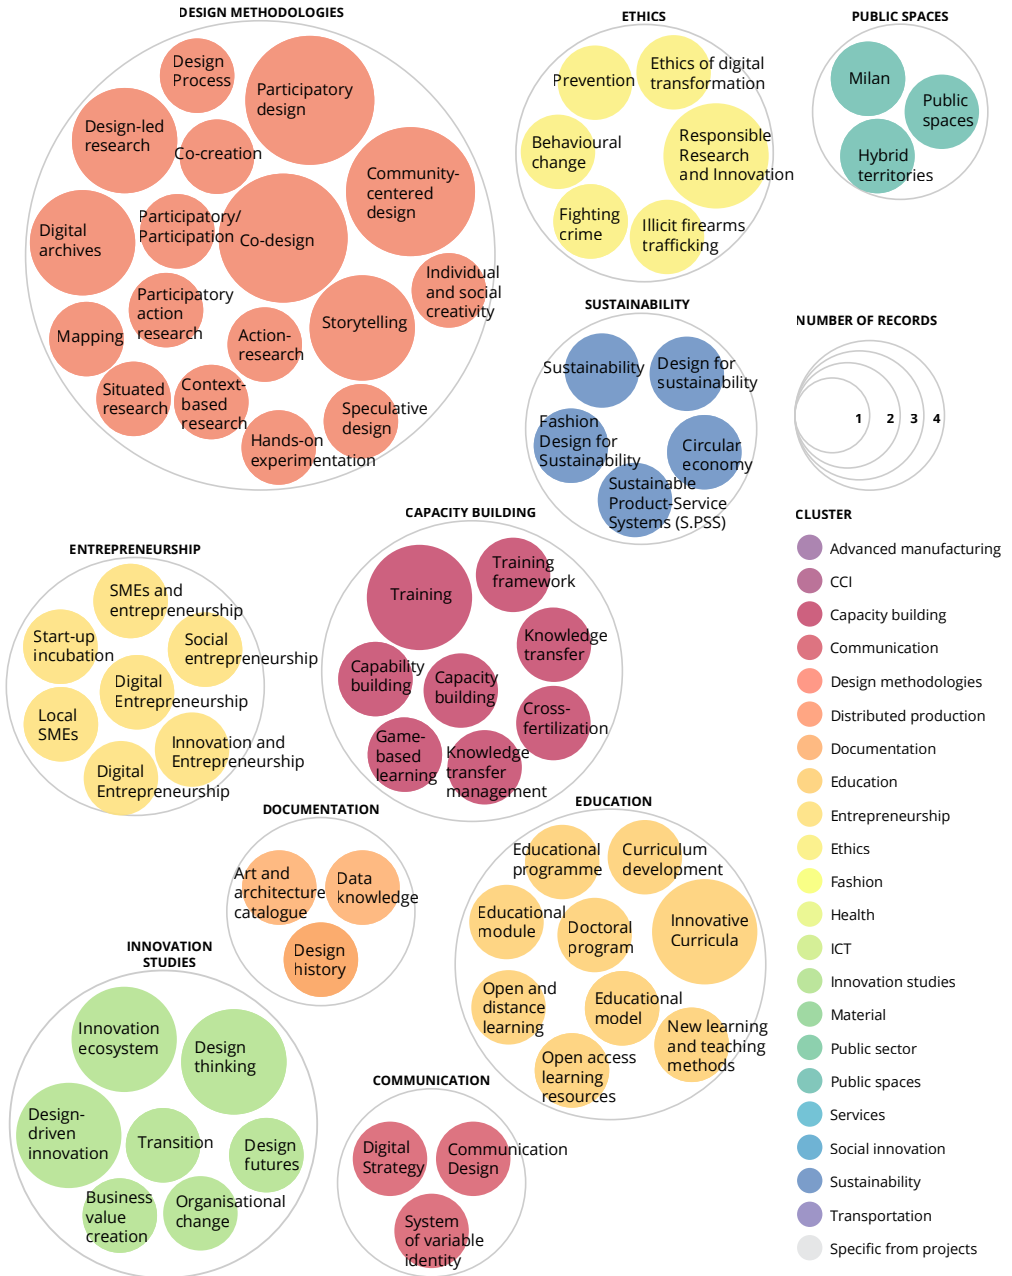 DESIGN METHODOLOGIES
Design
Process
Participatory
design
Design-led
research
Co-creation
Community-
centered
design
Digital
archives
Participatory/
Participation
Co-design
Individual
and social
creativity
Participatory
action
research
Mapping
Action-
research
Storytelling
Situated
research
Context-
based
research
Speculative
design
Hands-on
experimentation
ETHICS
Prevention
Ethics of digital
transformation
Behavioural
change
Responsible
Research
and Innovation
Fighting
crime
Illicit firearms
trafficking
PUBLIC SPACES
Milan
Public
spaces
Hybrid
territories
SUSTAINABILITY
Sustainability
Design for
sustainability
Fashion
Design for
Sustainability
Circular
economy
Sustainable
Product-Service
Systems (S.PSS)
NUMBER OF RECORDS
1
2
3
4
ENTREPRENEURSHIP
SMEs and
entrepreneurship
Start-up
incubation
Social
entrepreneurship
Digital
Entrepreneurship
Local
SMEs
Innovation and
Entrepreneurship
Digital
Entrepreneurship
CAPACITY BUILDING
Training
Training
framework
Knowledge
transfer
Capability
building
Capacity
building
Cross-
fertilization
Game-
based
learning
Knowledge
transfer
management
DOCUMENTATION
Art and
architecture
catalogue
Data
knowledge
Design
history
EDUCATION
Educational
programme
Curriculum
development
Educational
module
Doctoral
program
Innovative
Curricula
Open and
distance
learning
Educational
model
New learning
and teaching
methods
Open access
learning
resources
INNOVATION
STUDIES
Innovation
ecosystem
Design
thinking
Design-
driven
innovation
Transition
Design
futures
Business
value
creation
Organisational
change
COMMUNICATION
Digital
Strategy
Communication
Design
System
of variable
identity
CLUSTER
Advanced manufacturing
CCI
Capacity building
Communication
Design methodologies
Distributed production
Documentation
Education
Entrepreneurship
Ethics
Fashion
Health
ICT
Innovation studies
Material
Public sector
Public spaces
Services
Social innovation
Sustainability
Transportation
Specific from projects